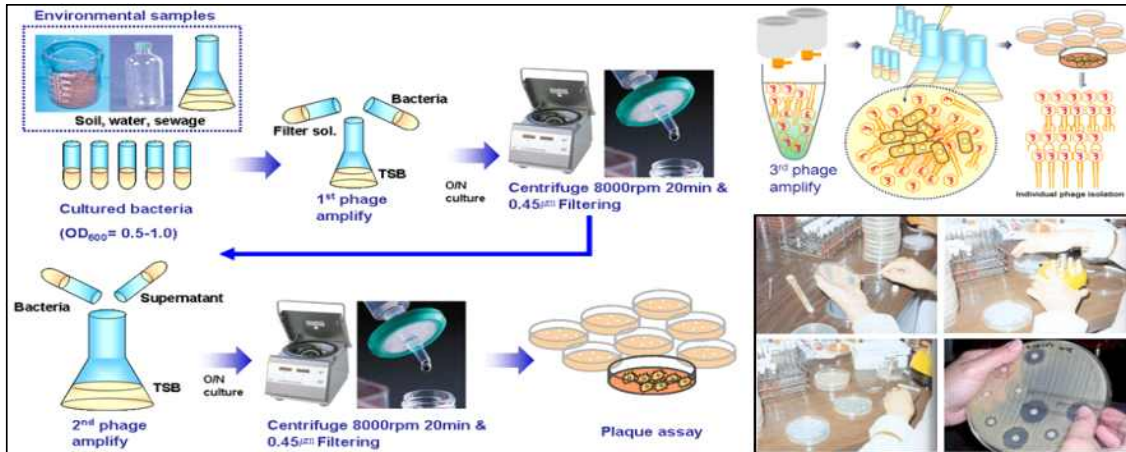 Environmental samples
Soil, water, sewage
Cultured bacteria
(OD600= 0.5-1.0)
Filter sol.
Bacteria
TSB
1st phage
amplify
O/N
culture
Centrifuge 8000rpm 20min &
0.45㎛ Filtering
Bacteria
Supernatant
TSB
2nd phage
amplify
O/N
culture
Centrifuge 8000rpm 20min &
0.45㎛ Filtering
Plaque assay
3rd phage
amplify
Individual phage isolation